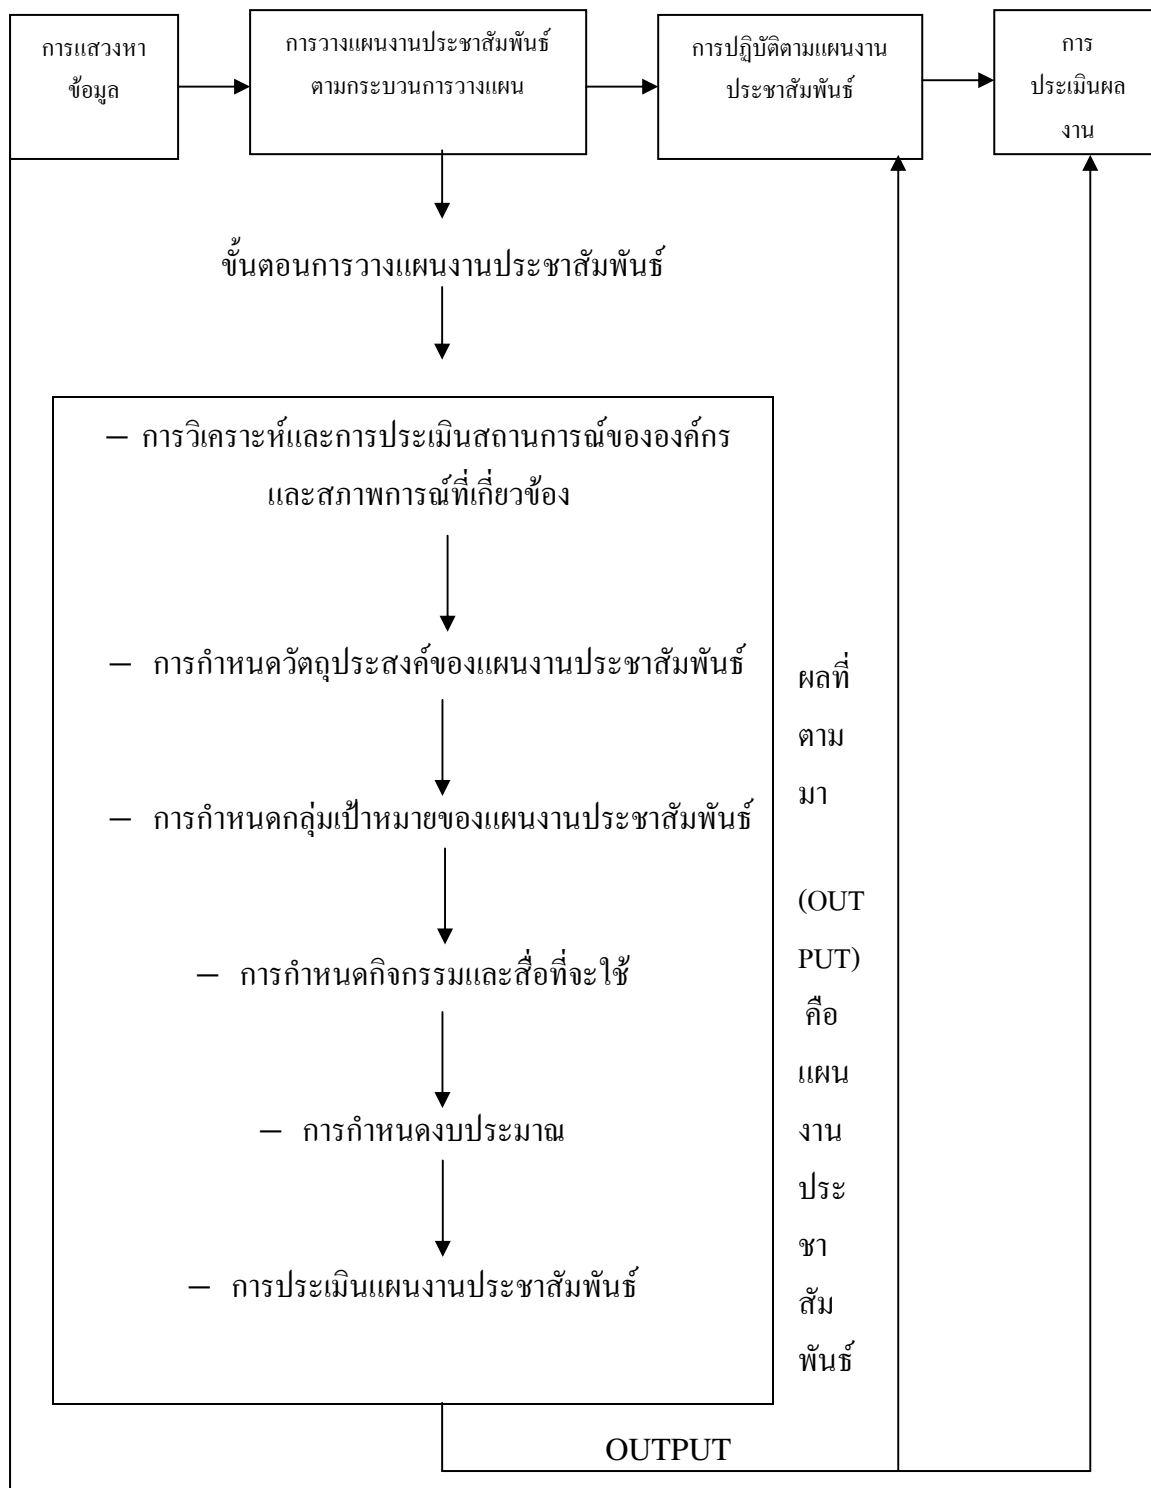 การแสวงหา
ข้อมูล
การวางแผนงานประชาสัมพันธ์
ตามกระบวนการวางแผน
การปฏิบัติตามแผนงาน
ประชาสัมพันธ์
การ
ประเมินผล
งาน
ขั้นตอนการวางแผนงานประชาสัมพันธ์
– การวิเคราะห์และการประเมินสถานการณ์ขององค์กร
และสภาพการณ์ที่เกี่ยวข้อง
– การกำหนดวัตถุประสงค์ของแผนงานประชาสัมพันธ์
– การกำหนดกลุ่มเป้าหมายของแผนงานประชาสัมพันธ์
– การกำหนดกิจกรรมและสื่อที่จะใช้
– การกำหนดงบประมาณ
– การประเมินแผนงานประชาสัมพันธ์
ผลที่
ตาม
มา
(OUT
PUT)
คือ
แผน
งาน
ประ
ชา
สัม
พันธ์
OUTPUT